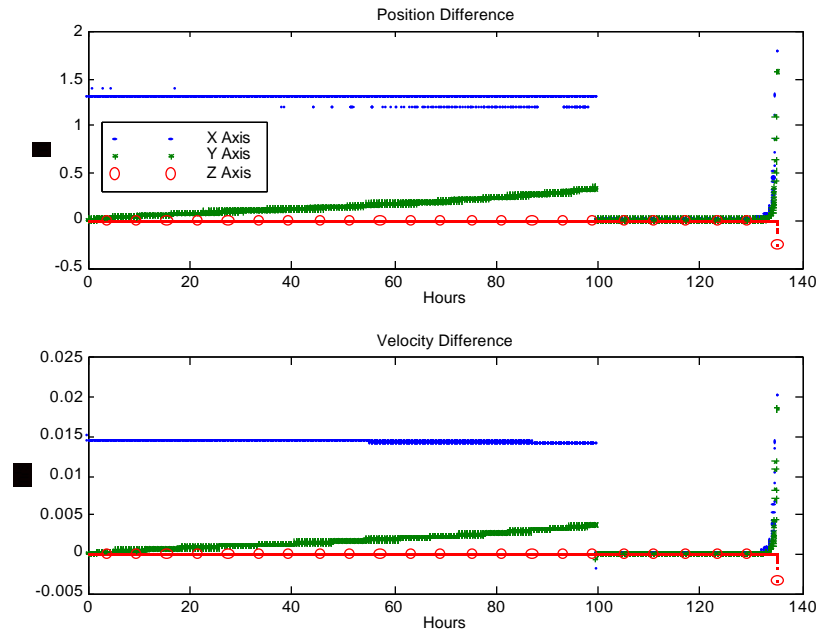 Position Difference
2
1.5
1
0.5
0
-0.5
X Axis
Y Axis
Z Axis
0 20 40 60 80 100 120 140
Hours
Velocity Difference
0.025
0.02
0.015
0.01
0.005
0
-0.005
0 20 40 60 80 100 120 140
Hours